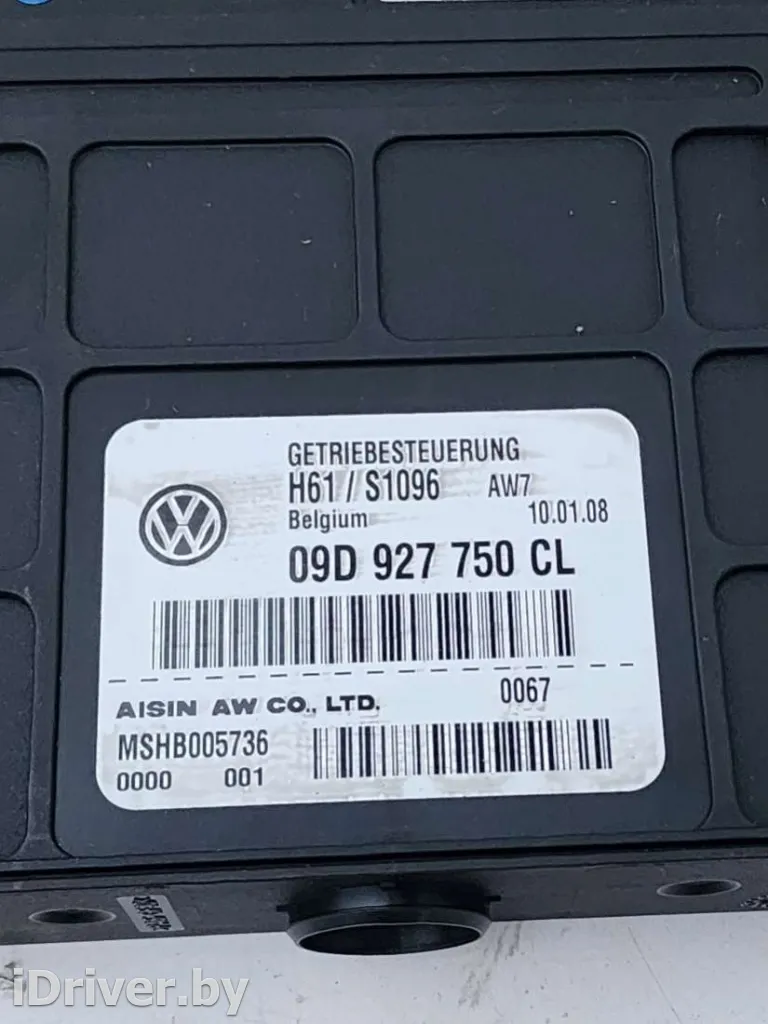 GETRIEBESTEUERUNG
H61 / S1096 AW7
Belgium 10.01.08
09D 927 750 CL
AISIN AW CO., LTD. 0067
MSHB005736
0000 001
iDriver.by